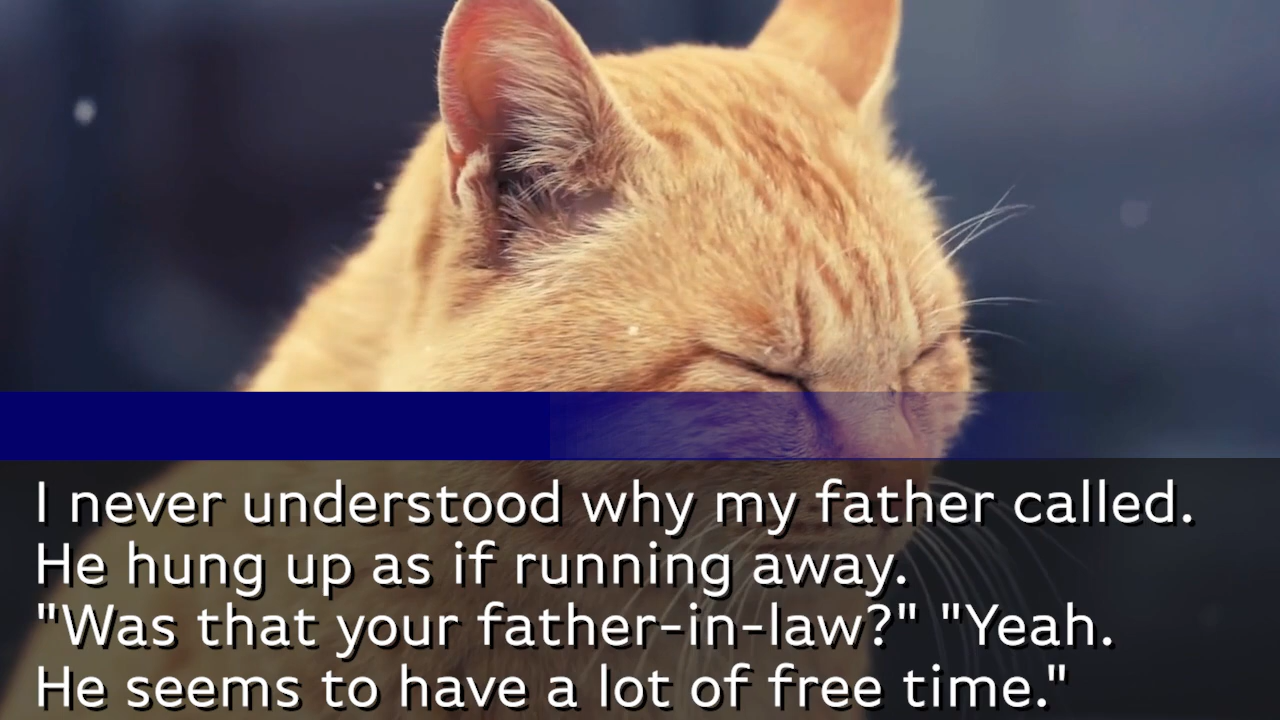 I never understood why my father called.
He hung up as if running away.
"Was that your father-in-law?" "Yeah.
He seems to have a lot of free time."